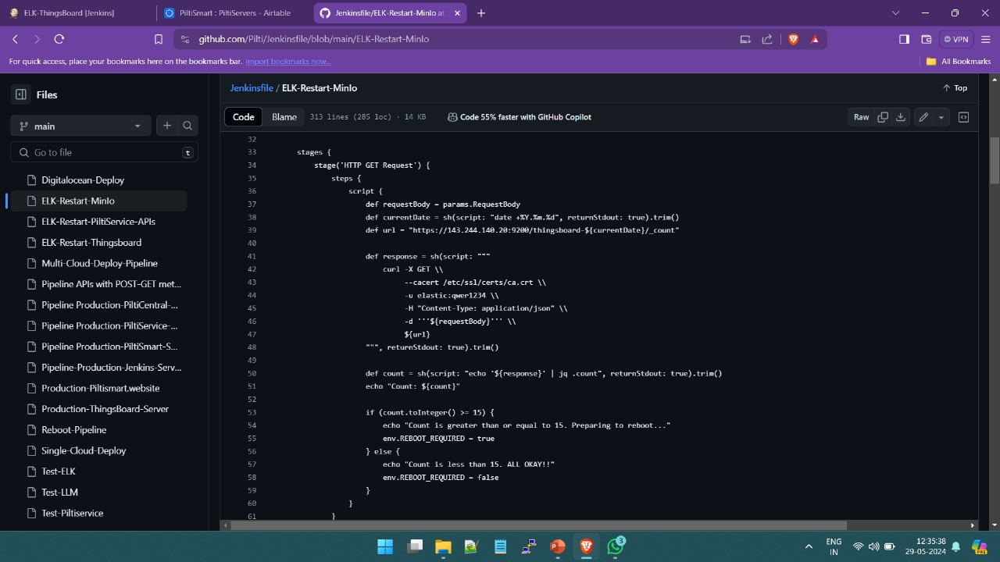 ELK-ThingsBoard [Jenkins]
PiltiSmart : PiltiServers - Airtable
Jenkinsfile/ELK-Restart-MinIo at
github.com/Pilti/Jenkinsfile/blob/main/ELK-Restart-MinIo
VPN
For quick access, place your bookmarks here on the bookmarks bar. Import bookmarks now...
All Bookmarks
Files
main
Go to file
t
Digitalocean-Deploy
ELK-Restart-MinIo
ELK-Restart-PiltiService-APIs
ELK-Restart-Thingsboard
Multi-Cloud-Deploy-Pipeline
Pipeline APIs with POST-GET met...
Pipeline Production-PiltiCentral-...
Pipeline Production-PiltiService-...
Pipeline Production-PiltiSmart-S...
Pipeline-Production-Jenkins-Serv...
Production-Piltismart.website
Production-ThingsBoard-Server
Reboot-Pipeline
Single-Cloud-Deploy
Test-ELK
Test-LLM
Test-Piltiservice
Jenkinsfile / ELK-Restart-MinIo
Top
Code
Blame
313 lines (285 loc) · 14 KB
Code 55% faster with GitHub Copilot
Raw
32
33 stages {
34 stage('HTTP GET Request') {
35 steps {
36 script {
37 def requestBody = params.RequestBody
38 def currentDate = sh(script: "date +%Y.%m.%d", returnStdout: true).trim()
39 def url = "https://143.244.140.20:9200/thingsboard-${currentDate}/_count"
40
41 def response = sh(script: """
42 curl -X GET \\
43 --cacert /etc/ssl/certs/ca.crt \\
44 -u elastic:qwer1234 \\
45 -H "Content-Type: application/json" \\
46 -d '''${requestBody}''' \\
47 ${url}
48 """, returnStdout: true).trim()
49
50 def count = sh(script: "echo '${response}' | jq .count", returnStdout: true).trim()
51 echo "Count: ${count}"
52
53 if (count.toInteger() >= 15) {
54 echo "Count is greater than or equal to 15. Preparing to reboot..."
55 env.REBOOT_REQUIRED = true
56 } else {
57 echo "Count is less than 15. ALL OKAY!!"
58 env.REBOOT_REQUIRED = false
59 }
60 }
61 }
3
ENG
IN
12:35:38
29-05-2024
PRE